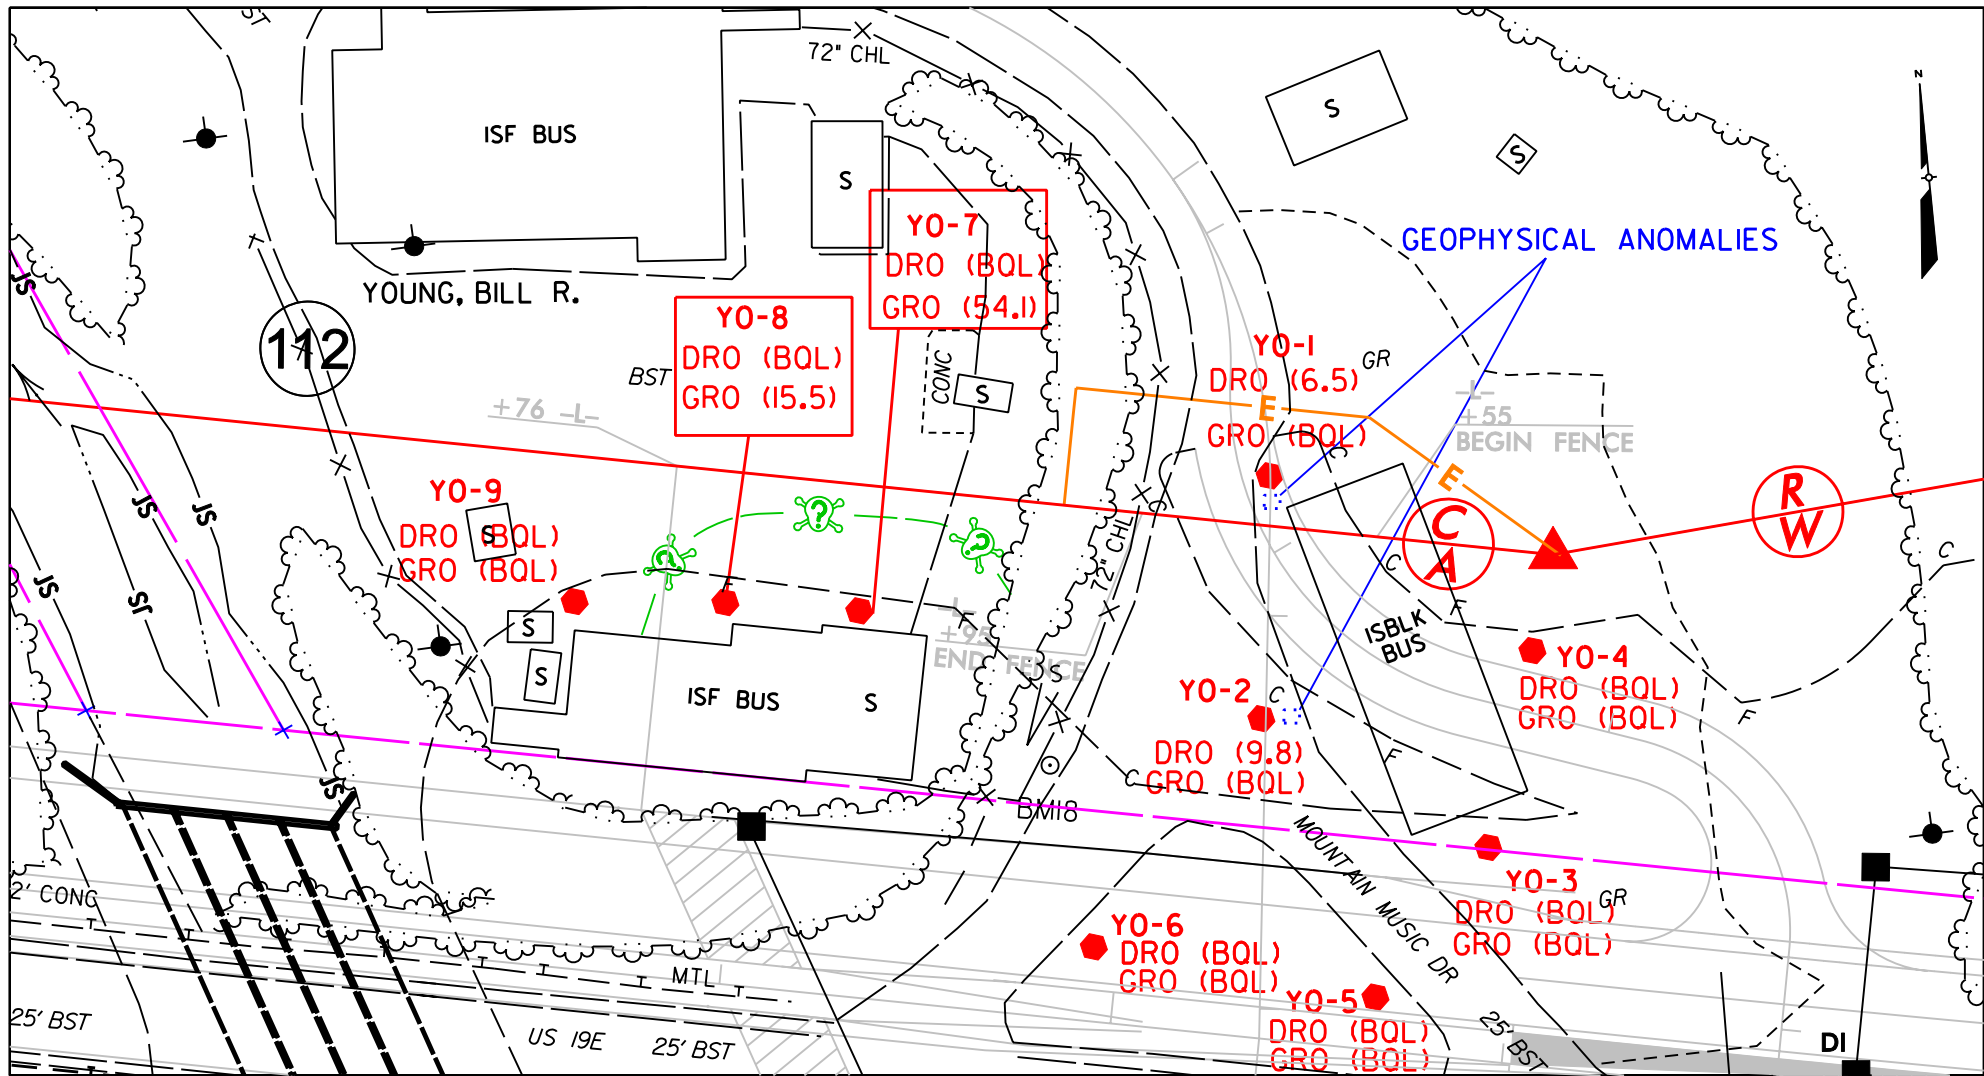 ST
72" CHL
ISF BUS
S
S
S
N
YO-7
DRO (BQL)
GRO (54.1)
GEOPHYSICAL ANOMALIES
JS
YOUNG, BILL R.
112
YO-8
DRO (BQL)
GRO (15.5)
BST
CONC
S
YO-1
DRO (6.5)
GRO (BQL)
GR
E
+76 -L-
-L-
+55
BEGIN FENCE
E
C
A
R
W
YO-9
DRO (BQL)
GRO (BQL)
S
?
?
?
JS
JS
JS
JS
72" CHL
C
C
C
C
F
F
F
F
F
ISBLK
BUS
-L-
+95
END FENCE
S
S
S
ISF BUS
S
YO-4
DRO (BQL)
GRO (BQL)
YO-2
DRO (9.8)
GRO (BQL)
C
C
JS
BM18
MOUNTAIN MUSIC DR
YO-3
DRO (BQL)
GRO (BQL)
GR
2' CONC
T
T
T
T
T
T
T
MTL
YO-6
DRO (BQL)
GRO (BQL)
YO-5
DRO (BQL)
GRO (BQL)
25' BST
US 19E
25' BST
25' BST
DI